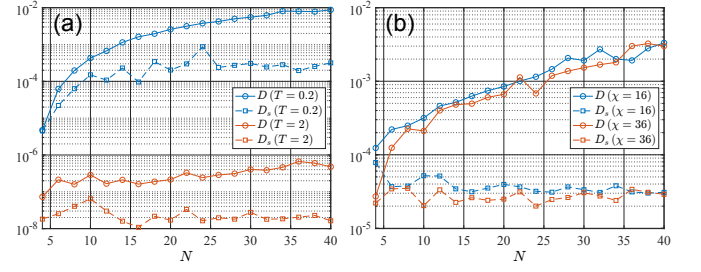 (a)
10^-2
10^-4
10^-6
10^-8
5 10 15 20 25 30 35 40
N
D (T = 0.2)
D_s (T = 0.2)
D (T = 2)
D_s (T = 2)
(b)
10^-2
10^-3
10^-4
10^-5
5 10 15 20 25 30 35 40
N
D (χ = 16)
D_s (χ = 16)
D (χ = 36)
D_s (χ = 36)